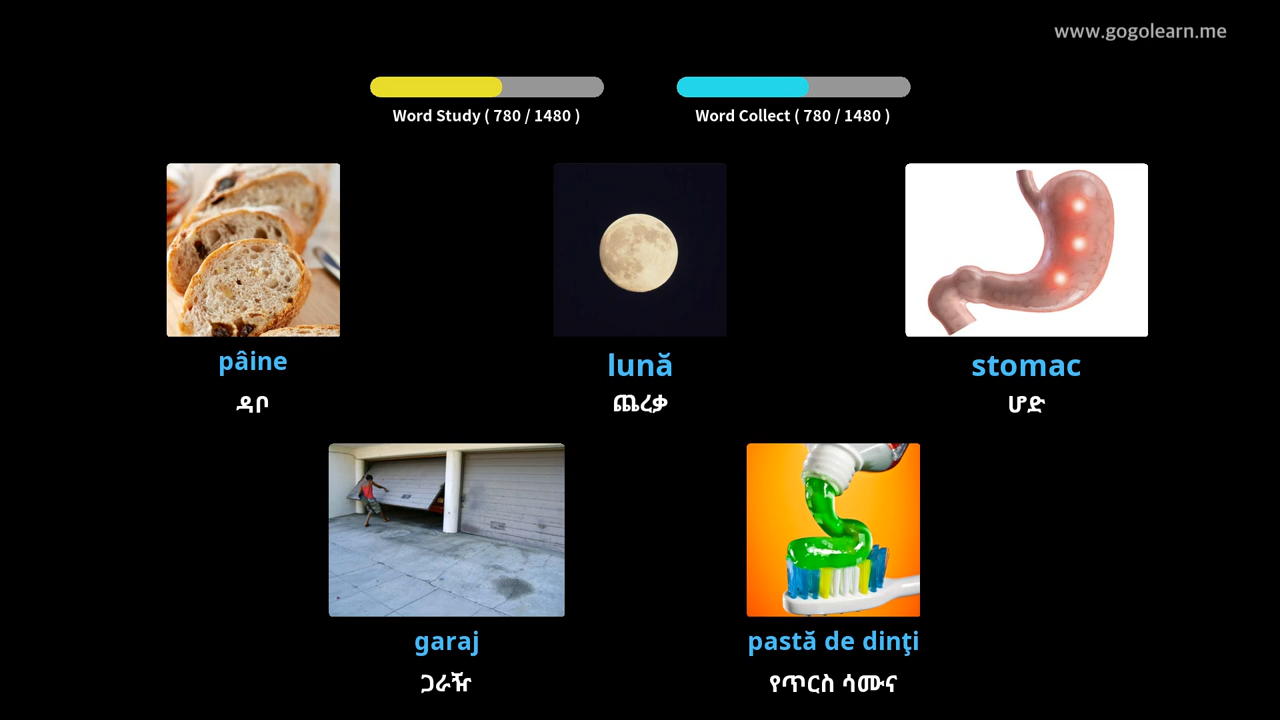 www.gogolearn.me
Word Study ( 780 / 1480 )
Word Collect ( 780 / 1480 )
pâine
ዳቦ
lună
ጨረቃ
stomac
ሆድ
garaj
ጋራዥ
pastă de dinţi
የጥርስ ሳሙና